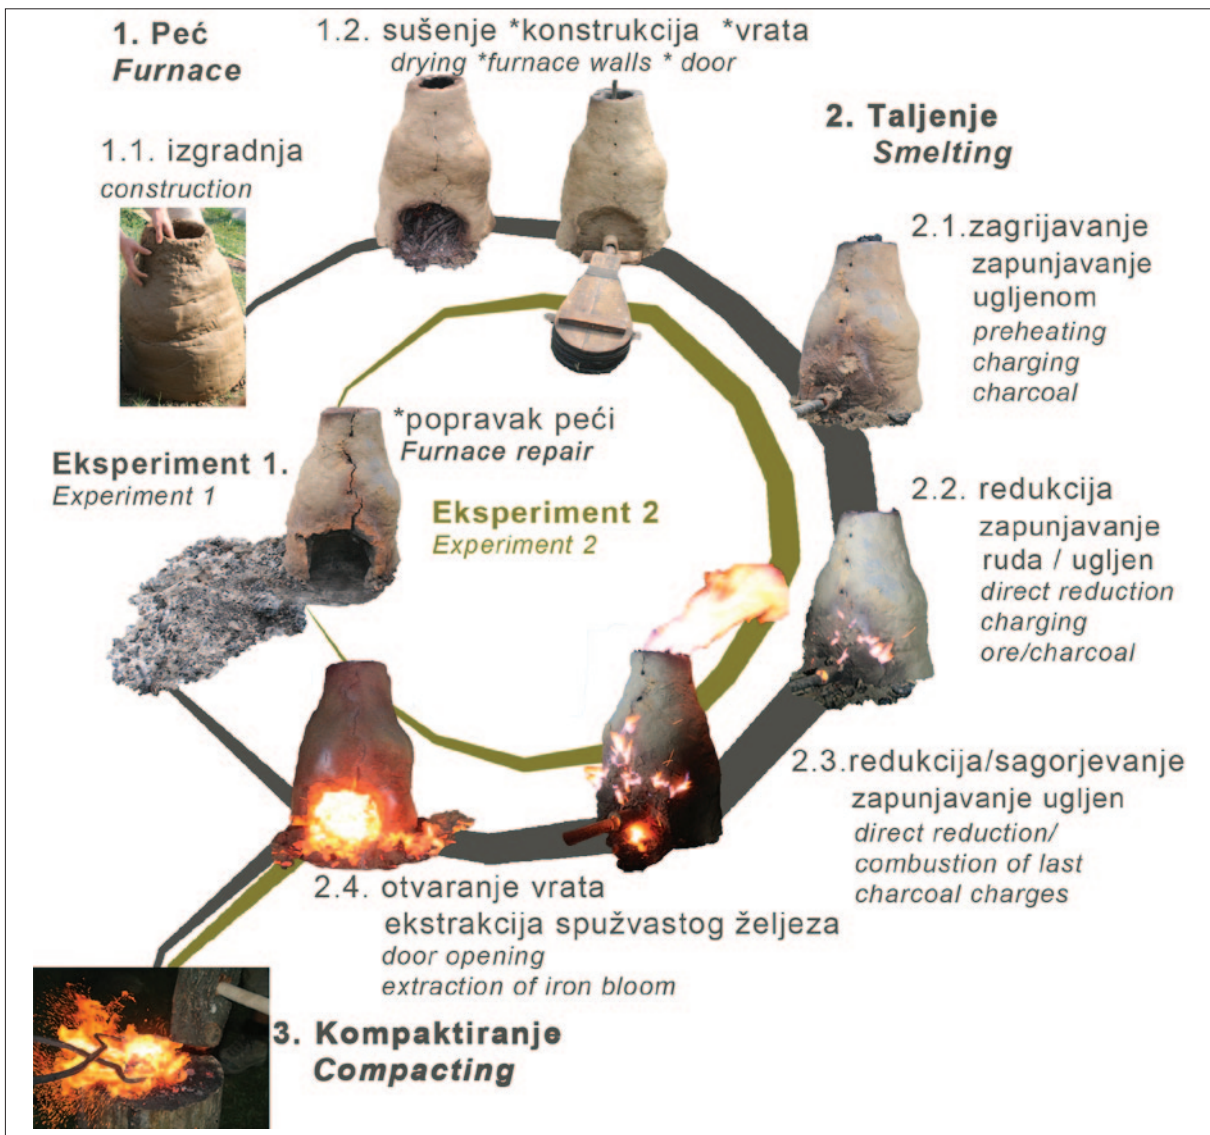 1. Peć
Furnace
1.1. izgradnja
construction
1.2. sušenje *konstrukcija *vrata
drying *furnace walls * door
2. Taljenje
Smelting
2.1.zagrijavanje
zapunjavanje
ugljenom
preheating
charging
charcoal
2.2. redukcija
zapunjavanje
ruda / ugljen
direct reduction
charging
ore/charcoal
2.3.redukcija/sagorjevanje
zapunjavanje ugljen
direct reduction/
combustion of last
charcoal charges
2.4. otvaranje vrata
ekstrakcija spužvastog željeza
door opening
extraction of iron bloom
*popravak peći
Furnace repair
Eksperiment 1.
Experiment 1
Eksperiment 2
Experiment 2
3. Kompaktiranje
Compacting